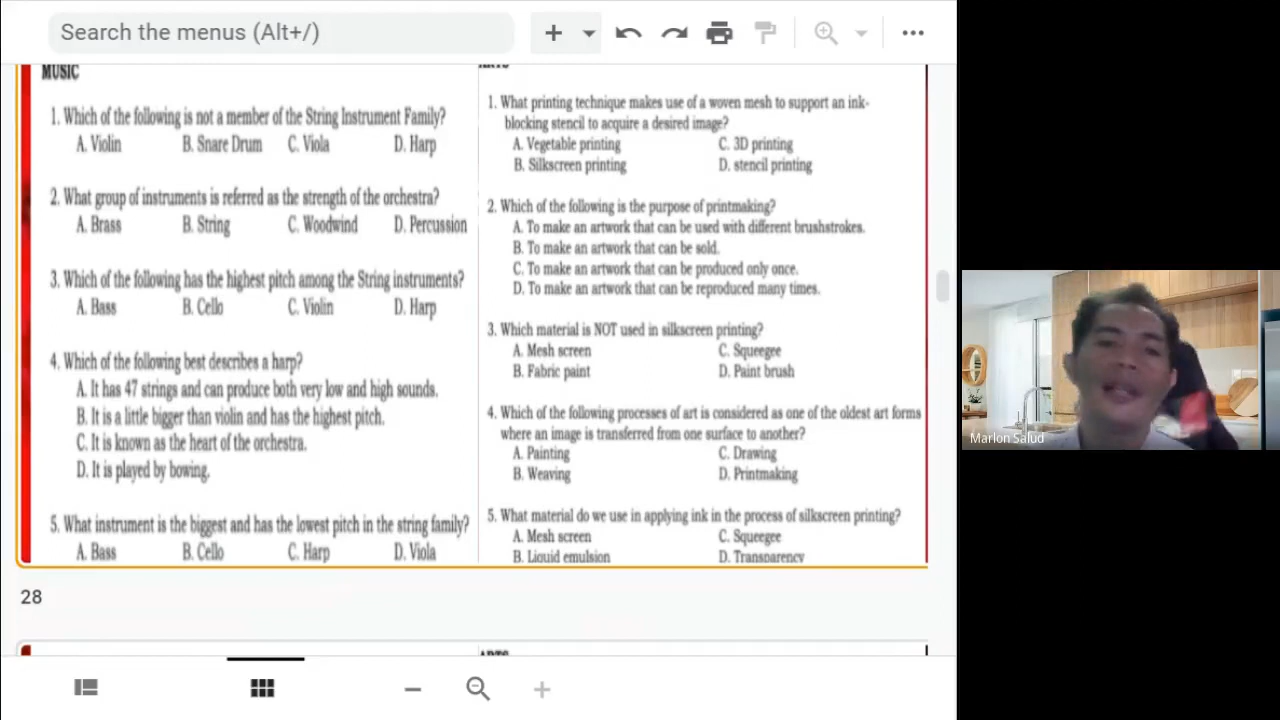 Search the menus (Alt+/)
MUSIC
1. Which of the following is not a member of the String Instrument Family?
A. Violin B. Snare Drum C. Viola D. Harp
2. What group of instruments is referred as the strength of the orchestra?
A. Brass B. String C. Woodwind D. Percussion
3. Which of the following has the highest pitch among the String instruments?
A. Bass B. Cello C. Violin D. Harp
4. Which of the following best describes a harp?
A. It has 47 strings and can produce both very low and high sounds.
B. It is a little bigger than violin and has the highest pitch.
C. It is known as the heart of the orchestra.
D. It is played by bowing.
5. What instrument is the biggest and has the lowest pitch in the string family?
A. Bass B. Cello C. Harp D. Viola
ARTS
1. What printing technique makes use of a woven mesh to support an ink-
blocking stencil to acquire a desired image?
A. Vegetable printing C. 3D printing
B. Silkscreen printing D. stencil printing
2. Which of the following is the purpose of printmaking?
A. To make an artwork that can be used with different brushstrokes.
B. To make an artwork that can be sold.
C. To make an artwork that can be produced only once.
D. To make an artwork that can be reproduced many times.
3. Which material is NOT used in silkscreen printing?
A. Mesh screen C. Squeegee
B. Fabric paint D. Paint brush
4. Which of the following processes of art is considered as one of the oldest art forms
where an image is transferred from one surface to another?
A. Painting C. Drawing
B. Weaving D. Printmaking
5. What material do we use in applying ink in the process of silkscreen printing?
A. Mesh screen C. Squeegee
B. Liquid emulsion D. Transparency
28
ARTS
Marlon Salud